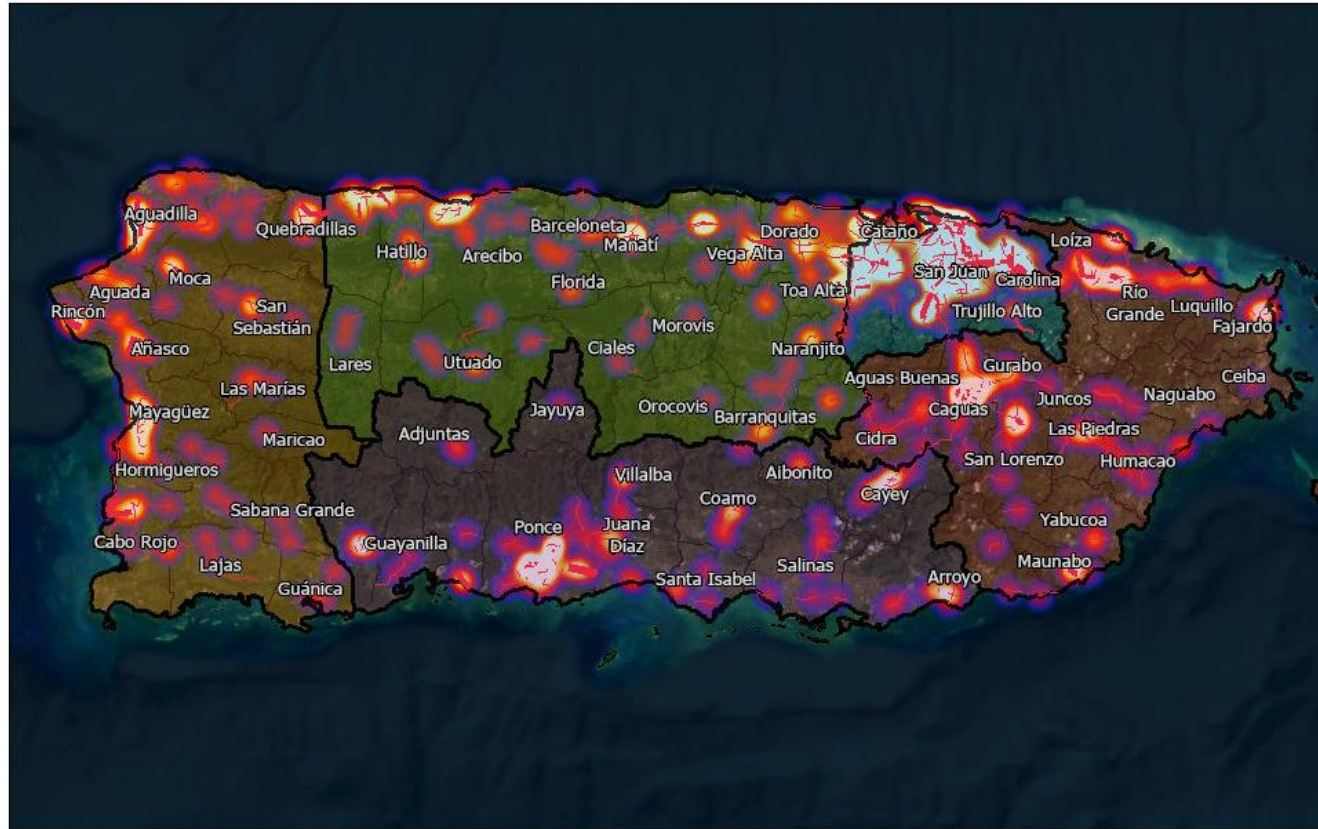 Aguadilla
Quebradillas
Hatillo
Arecibo
Barceloneta
Manatí
Vega Alta
Dorado
Cataño
Loíza
Moca
Aguada
Rincón
San
Sebastián
Florida
Toa Alta
San Juan
Carolina
Trujillo Alto
Río
Grande
Luquillo
Fajardo
Añasco
Lares
Utuado
Ciales
Morovis
Naranjito
Aguas Buenas
Gurabo
Las Marías
Mayagüez
Maricao
Adjuntas
Jayuya
Orocovis
Barranquitas
Cidra
Caguas
Juncos
Naguabo
Ceiba
Las Piedras
Hormigueros
Villalba
Aibonito
Cayey
San Lorenzo
Humacao
Sabana Grande
Coamo
Cabo Rojo
Lajas
Guánica
Guayanilla
Ponce
Juana
Díaz
Santa Isabel
Salinas
Arroyo
Yabucoa
Maunabo